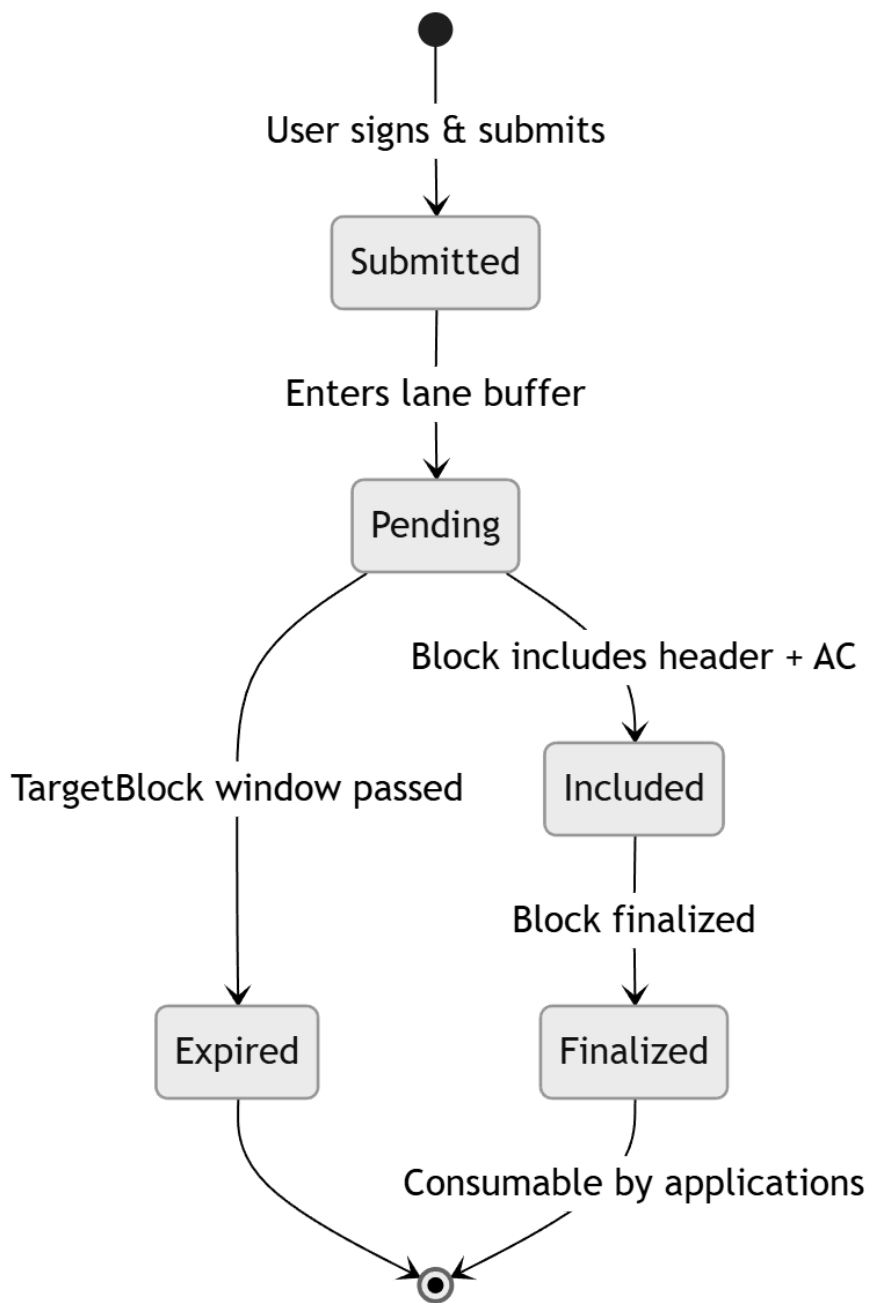 User signs & submits
Submitted
Enters lane buffer
Pending
Block includes header + AC
TargetBlock window passed
Included
Block finalized
Expired
Finalized
Consumable by applications